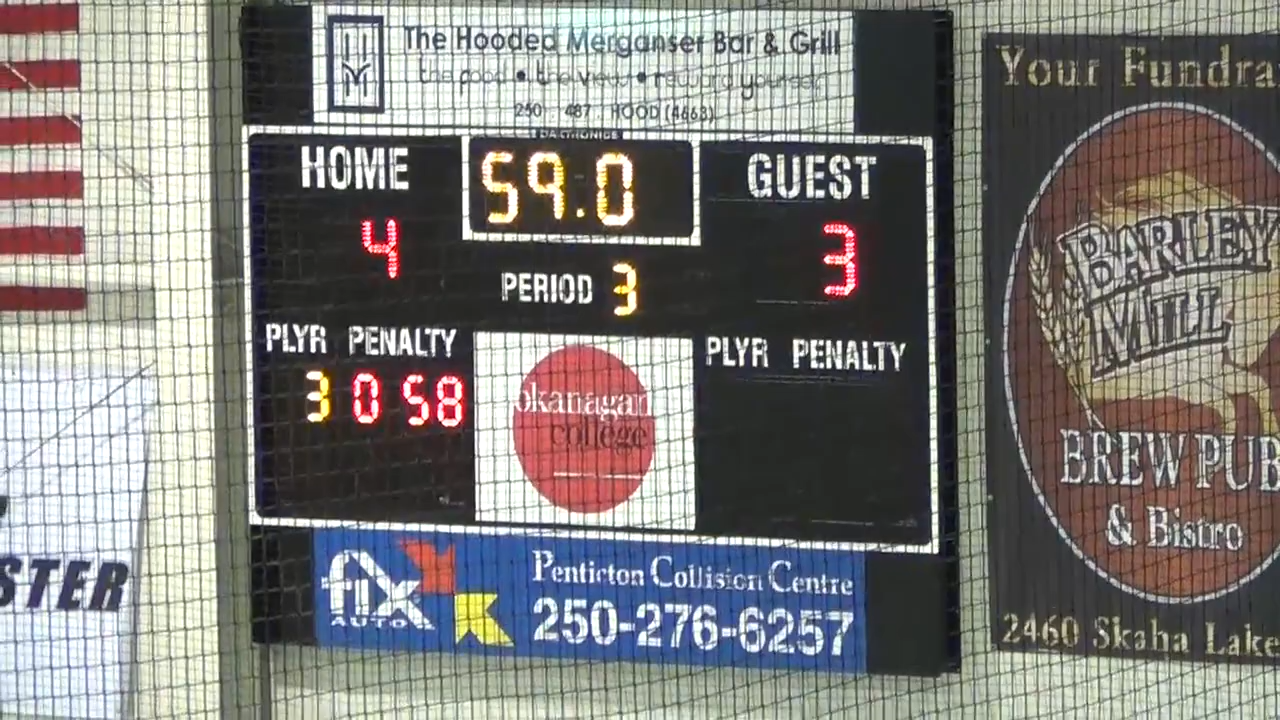 The Hooded Merganser Bar & Grill
the food • the view • reward yourself
250 . 487 . HOOD (4663)
DAKTRONICS
HOME
59.0
GUEST
4
3
PERIOD 3
PLYR PENALTY
PLYR PENALTY
3 0 58
okanagan
college
fix
AUTO
Penticton Collision Centre
250-276-6257
STER
Your Fundra
BARLEY
MILL
BREW PUB
& Bistro
2460 Skaha Lake